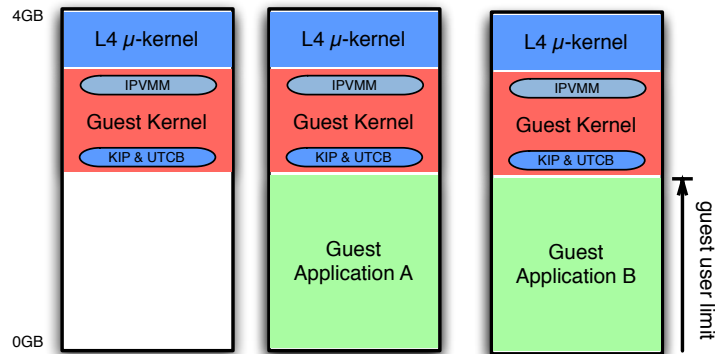 4GB
L4 μ-kernel
IPVMM
Guest Kernel
KIP & UTCB
0GB
L4 μ-kernel
IPVMM
Guest Kernel
KIP & UTCB
Guest
Application A
L4 μ-kernel
IPVMM
Guest Kernel
KIP & UTCB
Guest
Application B
guest user limit